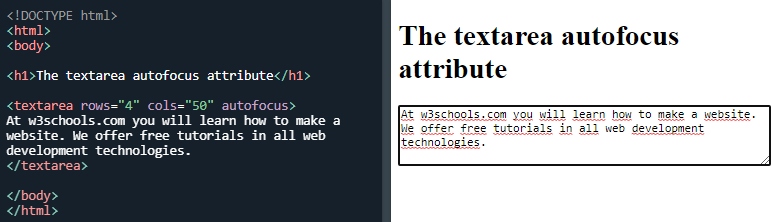 <!DOCTYPE html>
<html>
<body>
<h1>The textarea autofocus attribute</h1>
<textarea rows="4" cols="50" autofocus>
At w3schools.com you will learn how to make a
website. We offer free tutorials in all web
development technologies.
</textarea>
</body>
</html>
The textarea autofocus
attribute
At w3schools.com you will learn how to make a website.
We offer free tutorials in all web development
technologies.